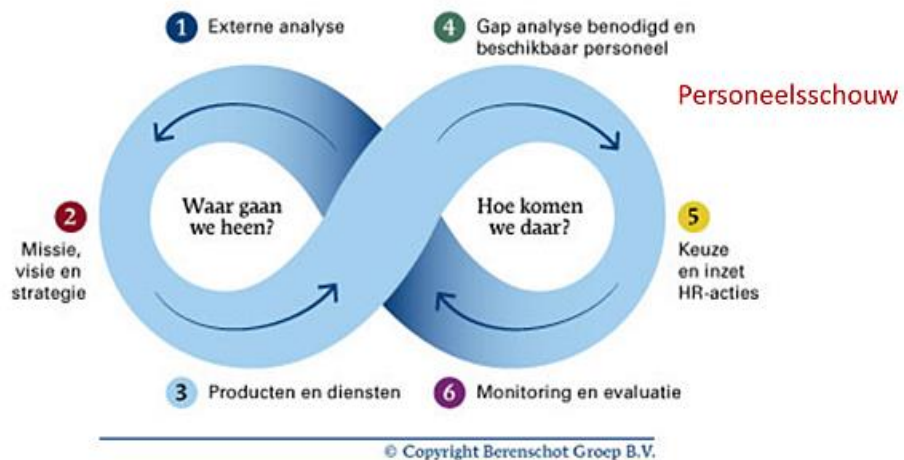 1 Externe analyse
4 Gap analyse benodigd en
beschikbaar personeel
Personeelsschouw
Waar gaan
we heen?
Hoe komen
we daar?
2
Missie,
visie en
strategie
5
Keuze
en inzet
HR-acties
3 Producten en diensten
6 Monitoring en evaluatie
© Copyright Berenschot Groep B.V.